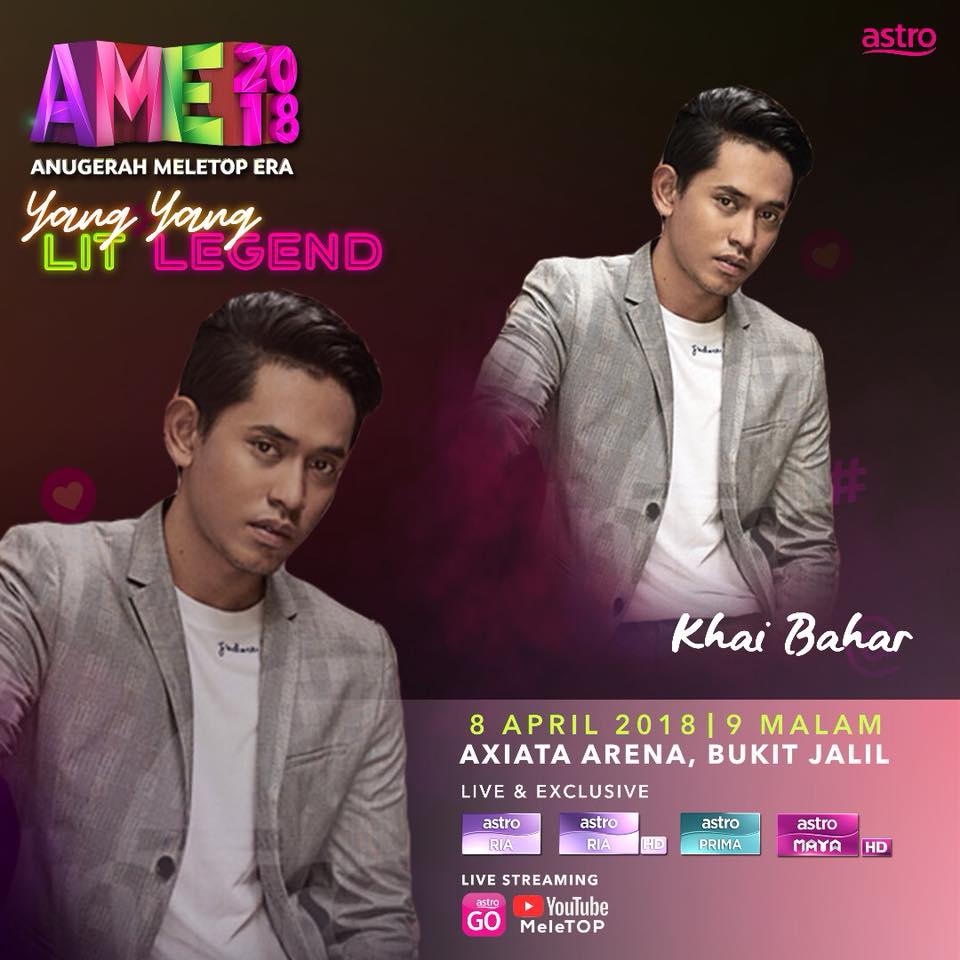 astro
AME 2018
ANUGERAH MELETOP ERA
Yang Yang
LIT LEGEND
Khai Bahar
8 APRIL 2018 | 9 MALAM
AXIATA ARENA, BUKIT JALIL
LIVE & EXCLUSIVE
astro RIA
astro RIA HD
astro PRIMA
astro MAYA HD
LIVE STREAMING
astro GO
YouTube
MeleTOP
#
@